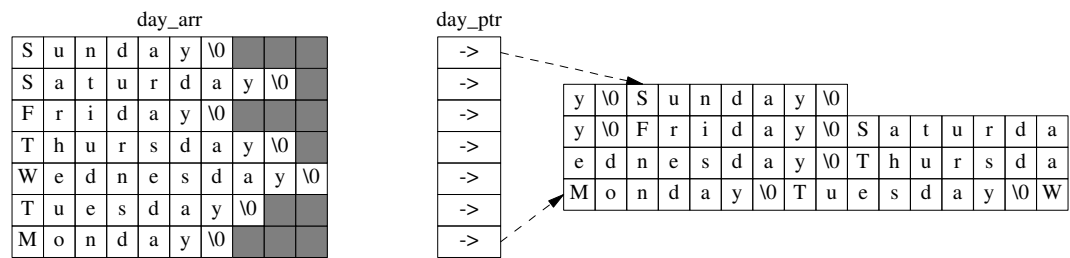 day_arr
S u n d a y \0
S a t u r d a y \0
F r i d a y \0
T h u r s d a y \0
W e d n e s d a y \0
T u e s d a y \0
M o n d a y \0
day_ptr
->
->
->
->
->
->
->
y \0 S u n d a y \0
y \0 F r i d a y \0 S a t u r d a
e d n e s d a y \0 T h u r s d a
M o n d a y \0 T u e s d a y \0 W